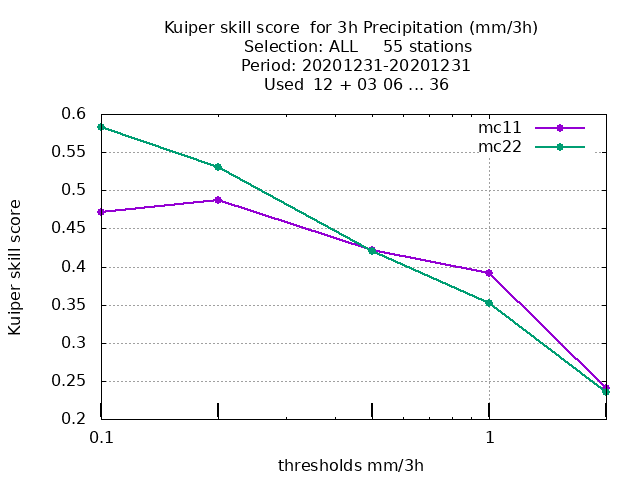 Kuiper skill score  for 3h Precipitation (mm/3h)
Selection: ALL     55 stations
Period: 20201231-20201231
Used  12 + 03 06 ... 36
mc11
mc22
Kuiper skill score
0.6
0.55
0.5
0.45
0.4
0.35
0.3
0.25
0.2
0.1
1
thresholds mm/3h